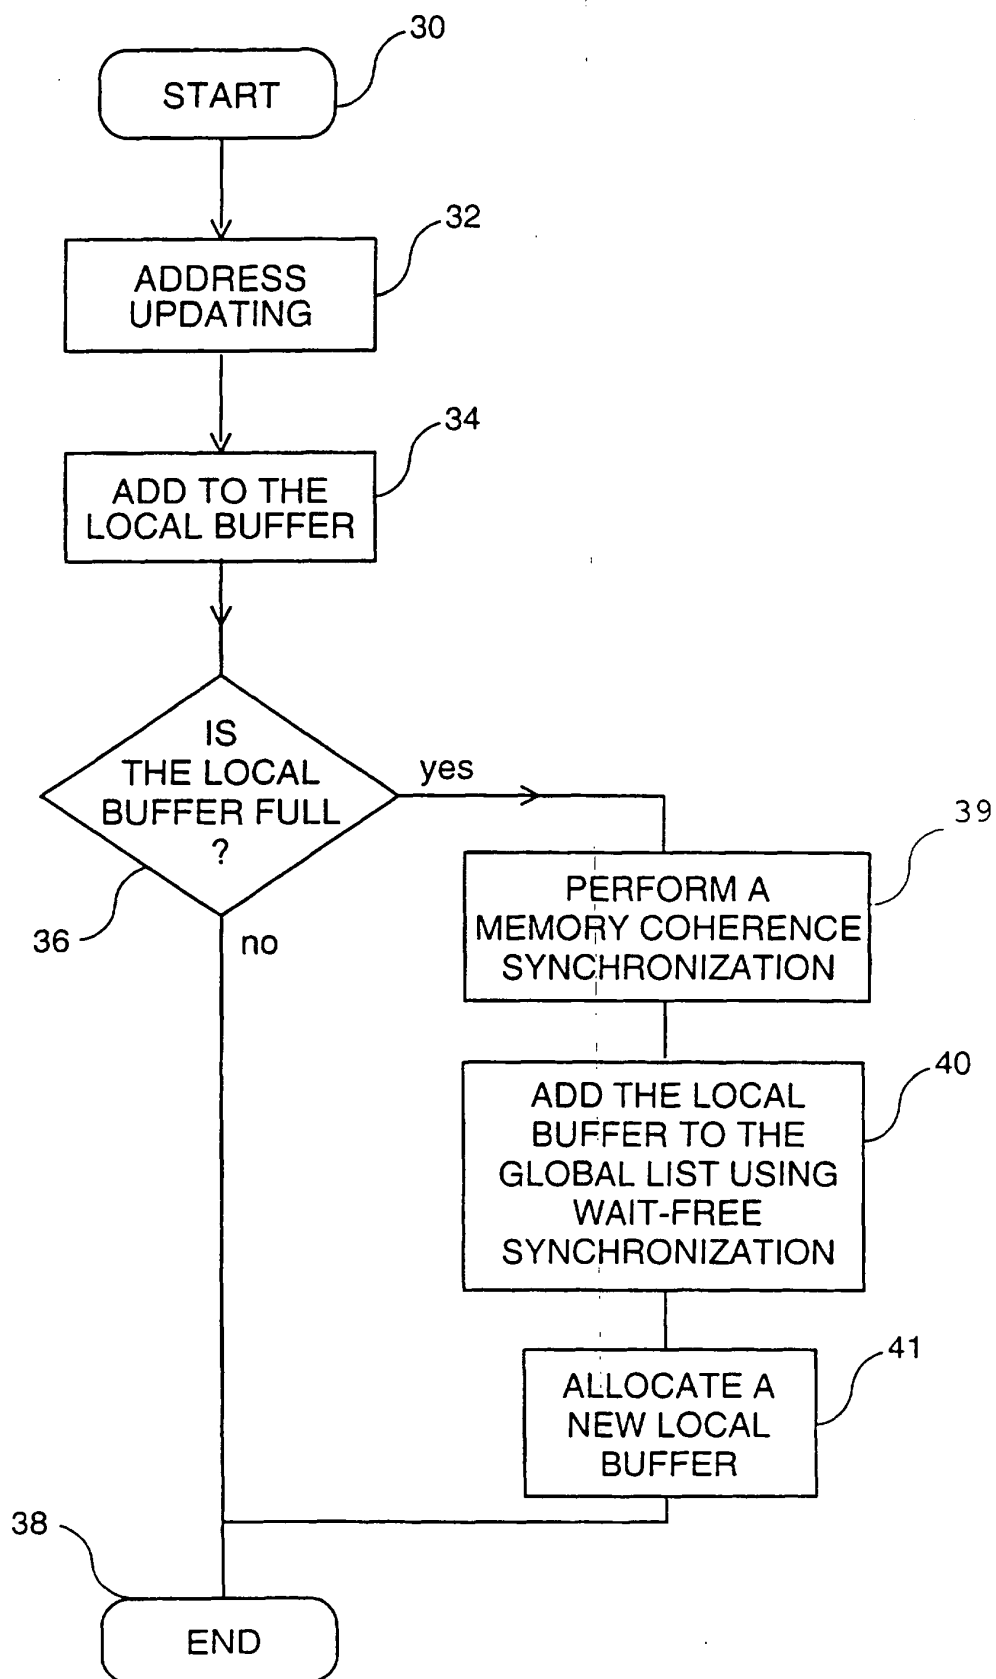 30
START
32
ADDRESS
UPDATING
34
ADD TO THE
LOCAL BUFFER
IS
THE LOCAL
BUFFER FULL
?
yes
36
no
39
PERFORM A
MEMORY COHERENCE
SYNCHRONIZATION
40
ADD THE LOCAL
BUFFER TO THE
GLOBAL LIST USING
WAIT-FREE
SYNCHRONIZATION
41
ALLOCATE A
NEW LOCAL
BUFFER
38
END